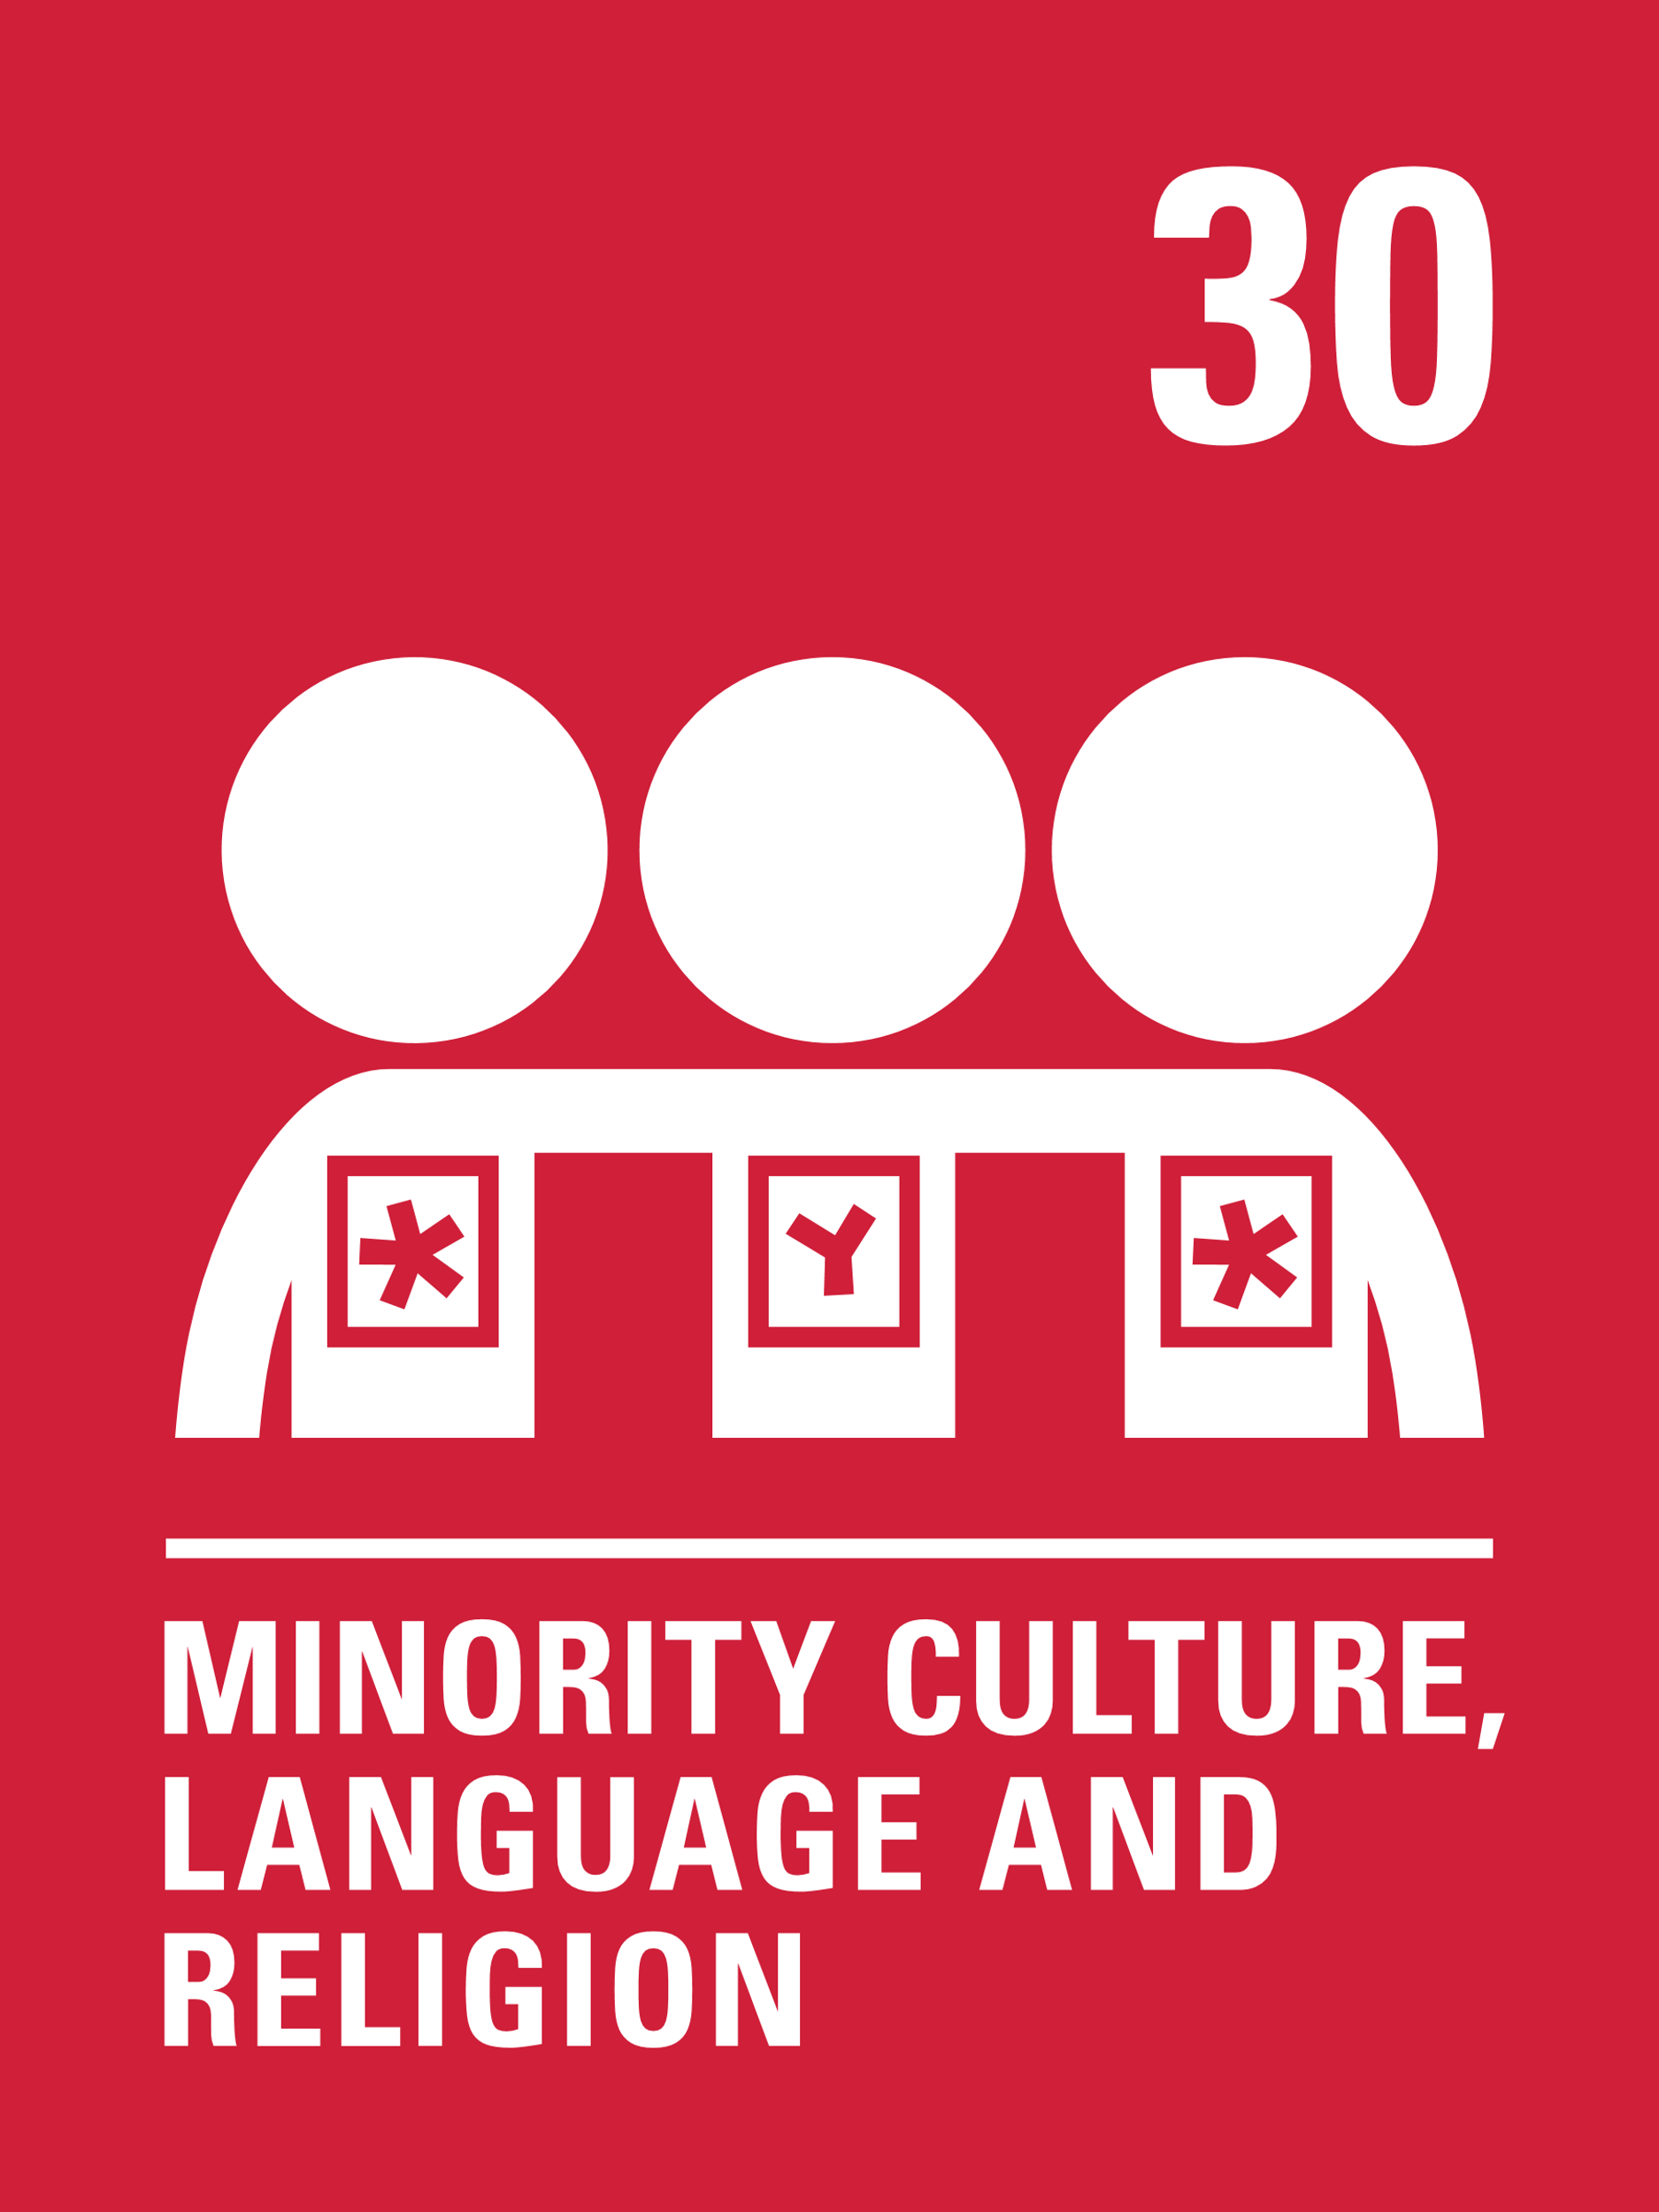 30
MINORITY CULTURE,
LANGUAGE AND
RELIGION